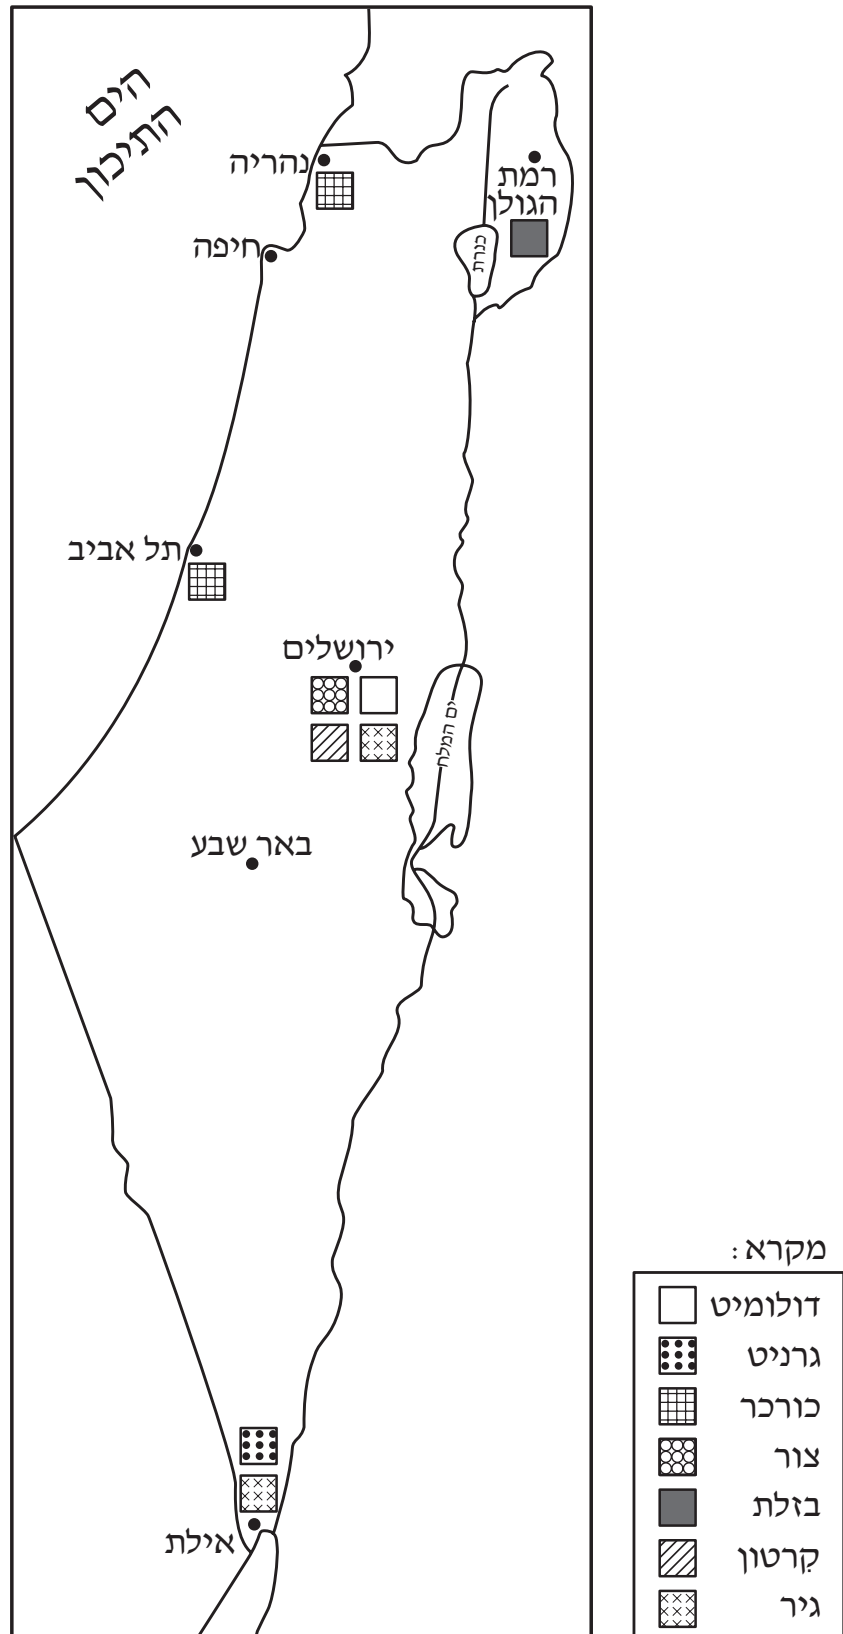 הים
התיכון
נהריה
רמת
הגולן
חיפה
כנרת
תל אביב
ירושלים
ים המלח
באר שבע
אילת
מקרא:
דולומיט
גרניט
כורכר
צור
בזלת
קִרטון
גיר